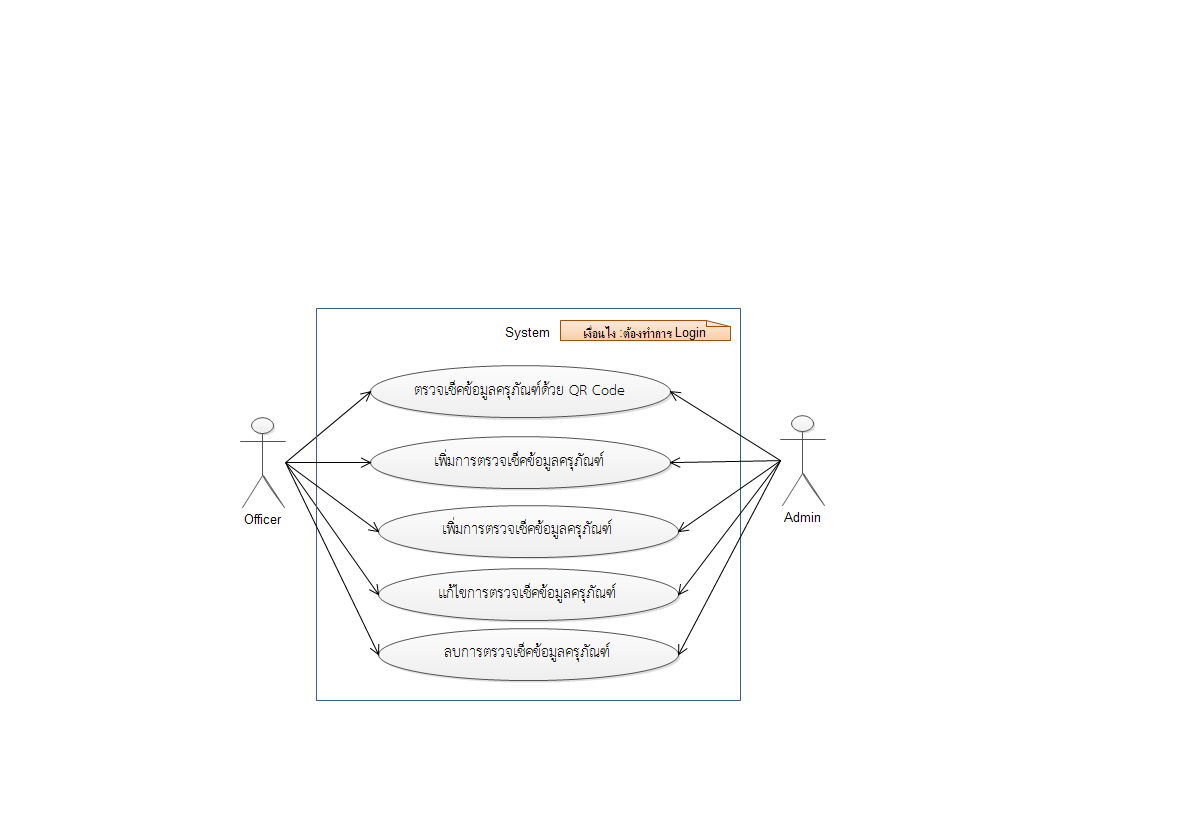 System
เงื่อนไง :ต้องทำการ Login
ตรวจเช็คข้อมูลครุภัณฑ์ด้วย QR Code
เพิ่มการตรวจเช็คข้อมูลครุภัณฑ์
เพิ่มการตรวจเช็คข้อมูลครุภัณฑ์
แก้ไขการตรวจเช็คข้อมูลครุภัณฑ์
ลบการตรวจเช็คข้อมูลครุภัณฑ์
Officer
Admin